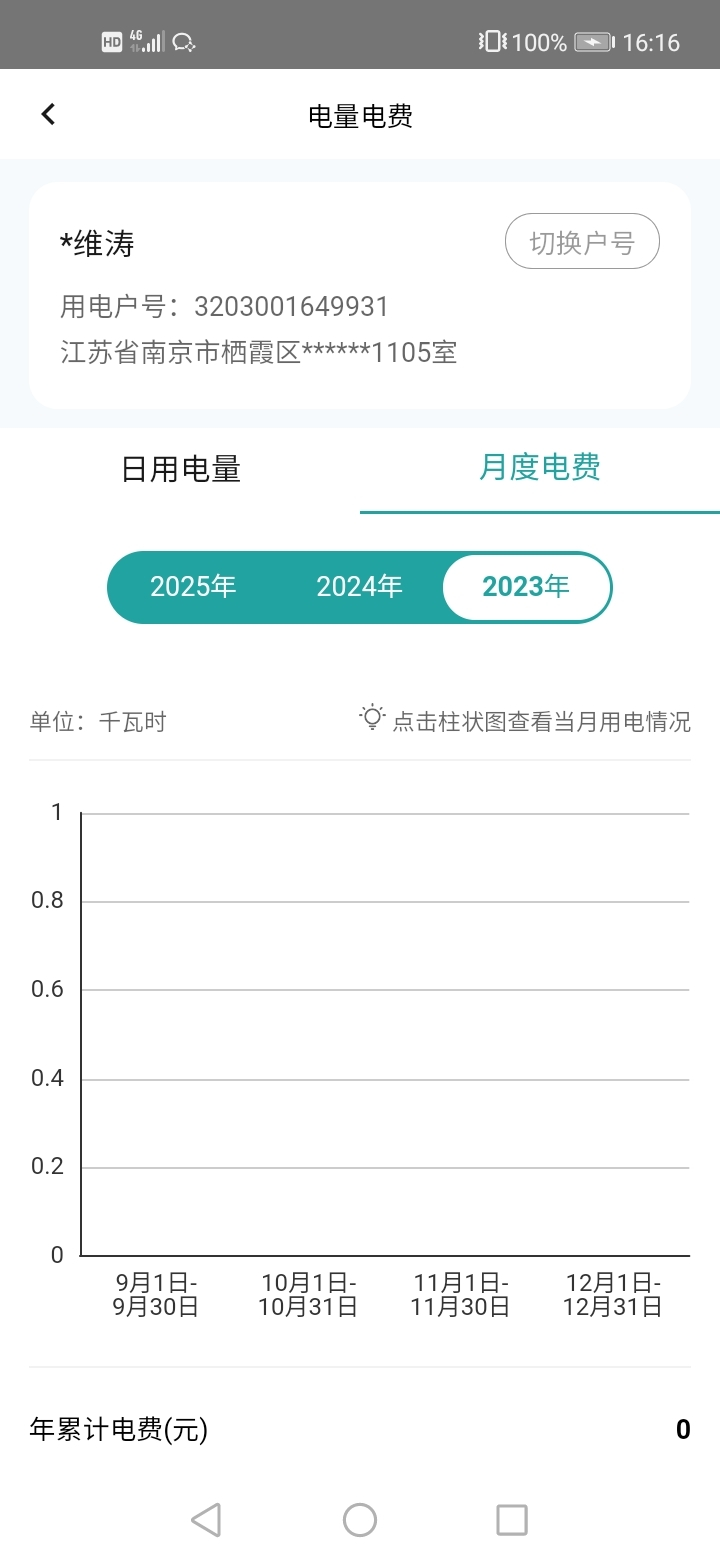 HD 4G 100% 16:16
电量电费
*维涛
切换户号
用电户号：3203001649931
江苏省南京市栖霞区******1105室
日用电量 月度电费
2025年 2024年 2023年
单位：千瓦时 点击柱状图查看当月用电情况
1
0.8
0.6
0.4
0.2
0
9月1日- 10月1日- 11月1日- 12月1日-
9月30日 10月31日 11月30日 12月31日
年累计电费(元) 0